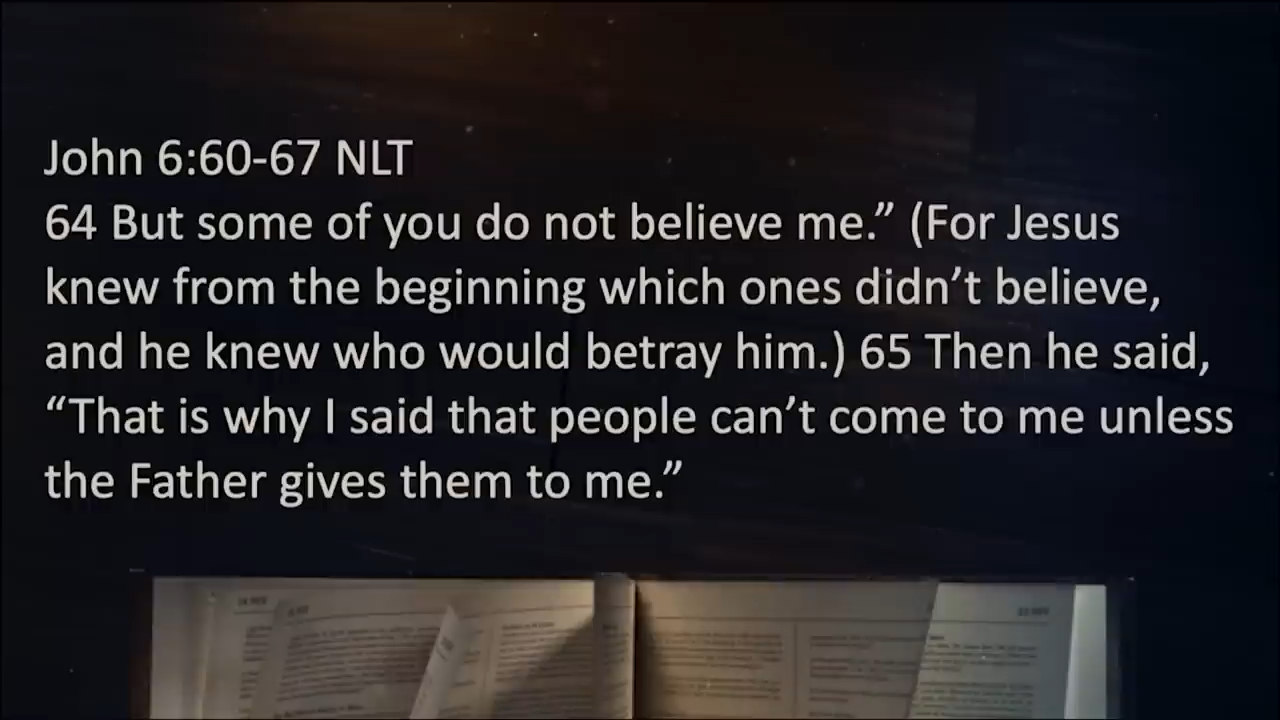 John 6:60-67 NLT
64 But some of you do not believe me.” (For Jesus
knew from the beginning which ones didn’t believe,
and he knew who would betray him.) 65 Then he said,
“That is why I said that people can’t come to me unless
the Father gives them to me.”